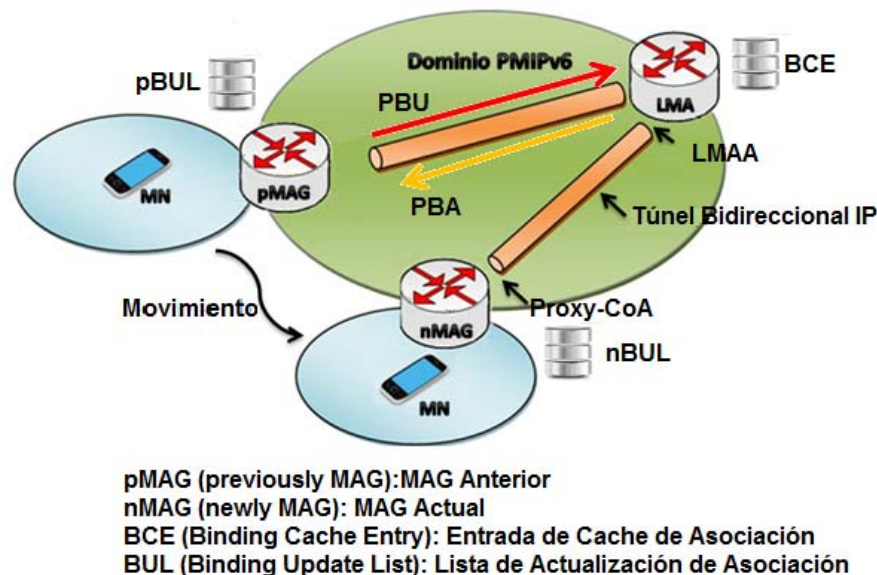 Dominio PMIPv6
pBUL
BCE
PBU
LMA
LMAA
MN
pMAG
PBA
Túnel Bidireccional IP
Movimiento
Proxy-CoA
nMAG
nBUL
MN
pMAG (previously MAG):MAG Anterior
nMAG (newly MAG): MAG Actual
BCE (Binding Cache Entry): Entrada de Cache de Asociación
BUL (Binding Update List): Lista de Actualización de Asociación